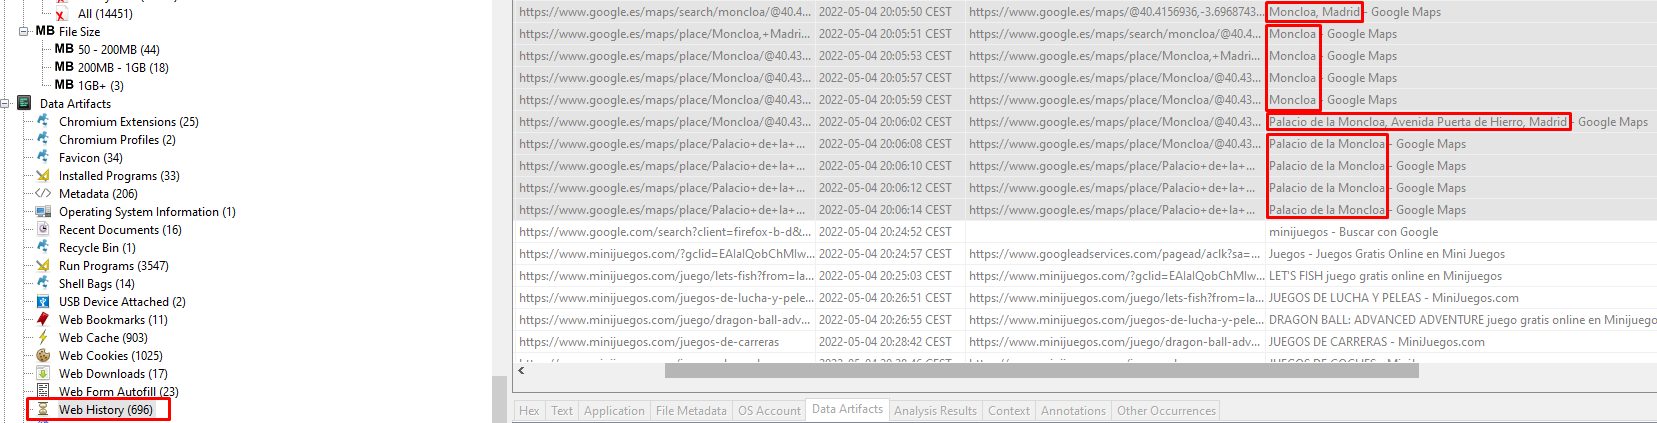 All (14451)
MB File Size
MB 50 - 200MB (44)
MB 200MB - 1GB (18)
MB 1GB+ (3)
Data Artifacts
Chromium Extensions (25)
Chromium Profiles (2)
Favicon (34)
Installed Programs (33)
Metadata (206)
Operating System Information (1)
Recent Documents (16)
Recycle Bin (1)
Run Programs (3547)
Shell Bags (14)
USB Device Attached (2)
Web Bookmarks (11)
Web Cache (903)
Web Cookies (1025)
Web Downloads (17)
Web Form Autofill (23)
Web History (696)
https://www.google.es/maps/search/moncloa/@40.4... 2022-05-04 20:05:50 CEST https://www.google.es/maps/@40.4156936,-3.6968743... Moncloa, Madrid - Google Maps
https://www.google.es/maps/place/Moncloa,+Madri... 2022-05-04 20:05:51 CEST https://www.google.es/maps/search/moncloa/@40.4... Moncloa - Google Maps
https://www.google.es/maps/place/Moncloa/@40.43... 2022-05-04 20:05:53 CEST https://www.google.es/maps/place/Moncloa,+Madri... Moncloa - Google Maps
https://www.google.es/maps/place/Moncloa/@40.43... 2022-05-04 20:05:57 CEST https://www.google.es/maps/place/Moncloa/@40.43... Moncloa - Google Maps
https://www.google.es/maps/place/Moncloa/@40.43... 2022-05-04 20:05:59 CEST https://www.google.es/maps/place/Moncloa/@40.43... Moncloa - Google Maps
https://www.google.es/maps/place/Moncloa/@40.43... 2022-05-04 20:06:02 CEST https://www.google.es/maps/place/Moncloa/@40.43... Palacio de la Moncloa, Avenida Puerta de Hierro, Madrid - Google Maps
https://www.google.es/maps/place/Palacio+de+la+... 2022-05-04 20:06:08 CEST https://www.google.es/maps/place/Moncloa/@40.43... Palacio de la Moncloa - Google Maps
https://www.google.es/maps/place/Palacio+de+la+... 2022-05-04 20:06:10 CEST https://www.google.es/maps/place/Palacio+de+la+... Palacio de la Moncloa - Google Maps
https://www.google.es/maps/place/Palacio+de+la+... 2022-05-04 20:06:12 CEST https://www.google.es/maps/place/Palacio+de+la+... Palacio de la Moncloa - Google Maps
https://www.google.es/maps/place/Palacio+de+la+... 2022-05-04 20:06:14 CEST https://www.google.es/maps/place/Palacio+de+la+... Palacio de la Moncloa - Google Maps
https://www.google.com/search?client=firefox-b-d&... 2022-05-04 20:24:52 CEST minijuegos - Buscar con Google
https://www.minijuegos.com/?gclid=EAIaIQobChMIw... 2022-05-04 20:24:57 CEST https://www.googleadservices.com/pagead/aclk?sa=... Juegos - Juegos Gratis Online en Mini Juegos
https://www.minijuegos.com/juego/lets-fish?from=la... 2022-05-04 20:25:03 CEST https://www.minijuegos.com/?gclid=EAIaIQobChMIw... LET'S FISH juego gratis online en Minijuegos
https://www.minijuegos.com/juegos-de-lucha-y-pele... 2022-05-04 20:26:51 CEST https://www.minijuegos.com/juego/lets-fish?from=la... JUEGOS DE LUCHA Y PELEAS - MiniJuegos.com
https://www.minijuegos.com/juego/dragon-ball-adv... 2022-05-04 20:26:55 CEST https://www.minijuegos.com/juegos-de-lucha-y-pele... DRAGON BALL: ADVANCED ADVENTURE juego gratis online en Minijuego
https://www.minijuegos.com/juegos-de-carreras 2022-05-04 20:28:42 CEST https://www.minijuegos.com/juego/dragon-ball-adv... JUEGOS DE CARRERAS - MiniJuegos.com
Hex Text Application File Metadata OS Account Data Artifacts Analysis Results Context Annotations Other Occurrences